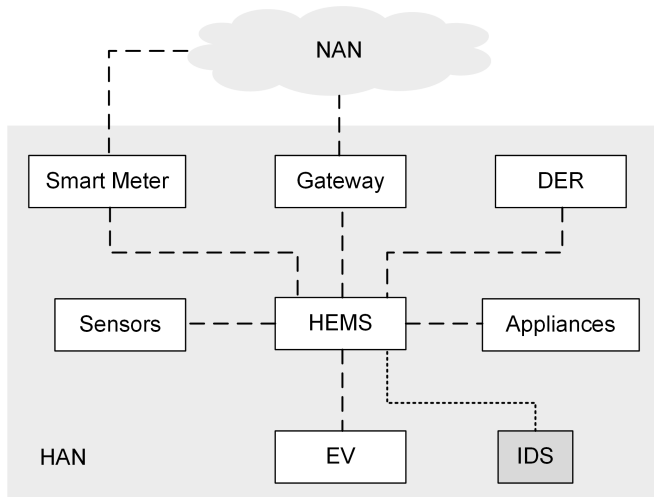 NAN
Smart Meter
Gateway
DER
Sensors
HEMS
Appliances
HAN
EV
IDS